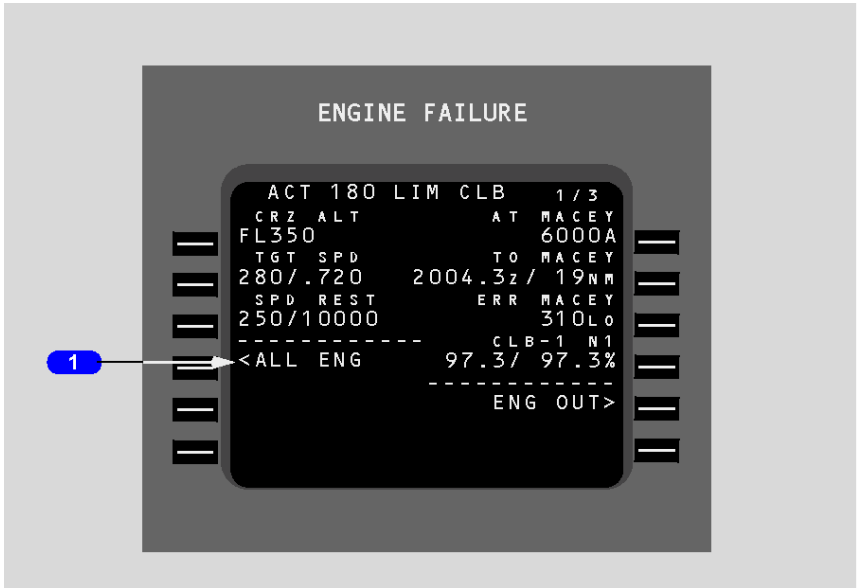 ENGINE FAILURE
ACT 180 LIM CLB 1/3
CRZ ALT AT MACEY
FL350 6000A
TGT SPD TO MACEY
280/.720 2004.3z/ 19NM
SPD REST ERR MACEY
250/10000 310LO
------------- CLB-1 N1
<ALL ENG 97.3/ 97.3%
-------------
ENG OUT>
1